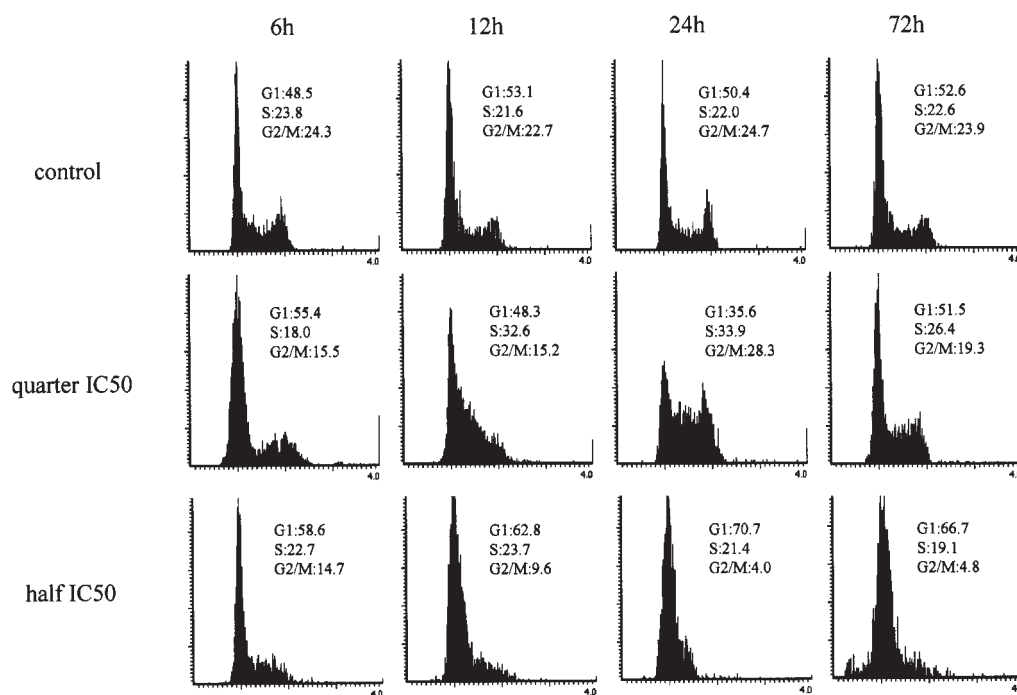 6h 12h 24h 72h
control
G1:48.5
S:23.8
G2/M:24.3
4.0
G1:53.1
S:21.6
G2/M:22.7
4.0
G1:50.4
S:22.0
G2/M:24.7
4.0
G1:52.6
S:22.6
G2/M:23.9
quarter IC50
G1:55.4
S:18.0
G2/M:15.5
4.0
G1:48.3
S:32.6
G2/M:15.2
4.0
G1:35.6
S:33.9
G2/M:28.3
4.0
G1:51.5
S:26.4
G2/M:19.3
half IC50
G1:58.6
S:22.7
G2/M:14.7
4.0
G1:62.8
S:23.7
G2/M:9.6
4.0
G1:70.7
S:21.4
G2/M:4.0
4.0
G1:66.7
S:19.1
G2/M:4.8